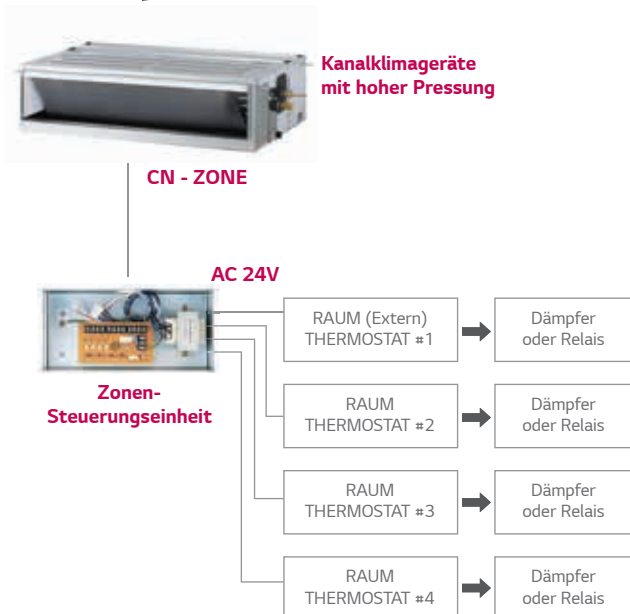 Kanalklimageräte
mit hoher Pressung
CN - ZONE
AC 24V
Zonen-
Steuerungseinheit
RAUM (Extern)
THERMOSTAT #1
Dämpfer
oder Relais
RAUM
THERMOSTAT #2
Dämpfer
oder Relais
RAUM
THERMOSTAT #3
Dämpfer
oder Relais
RAUM
THERMOSTAT #4
Dämpfer
oder Relais